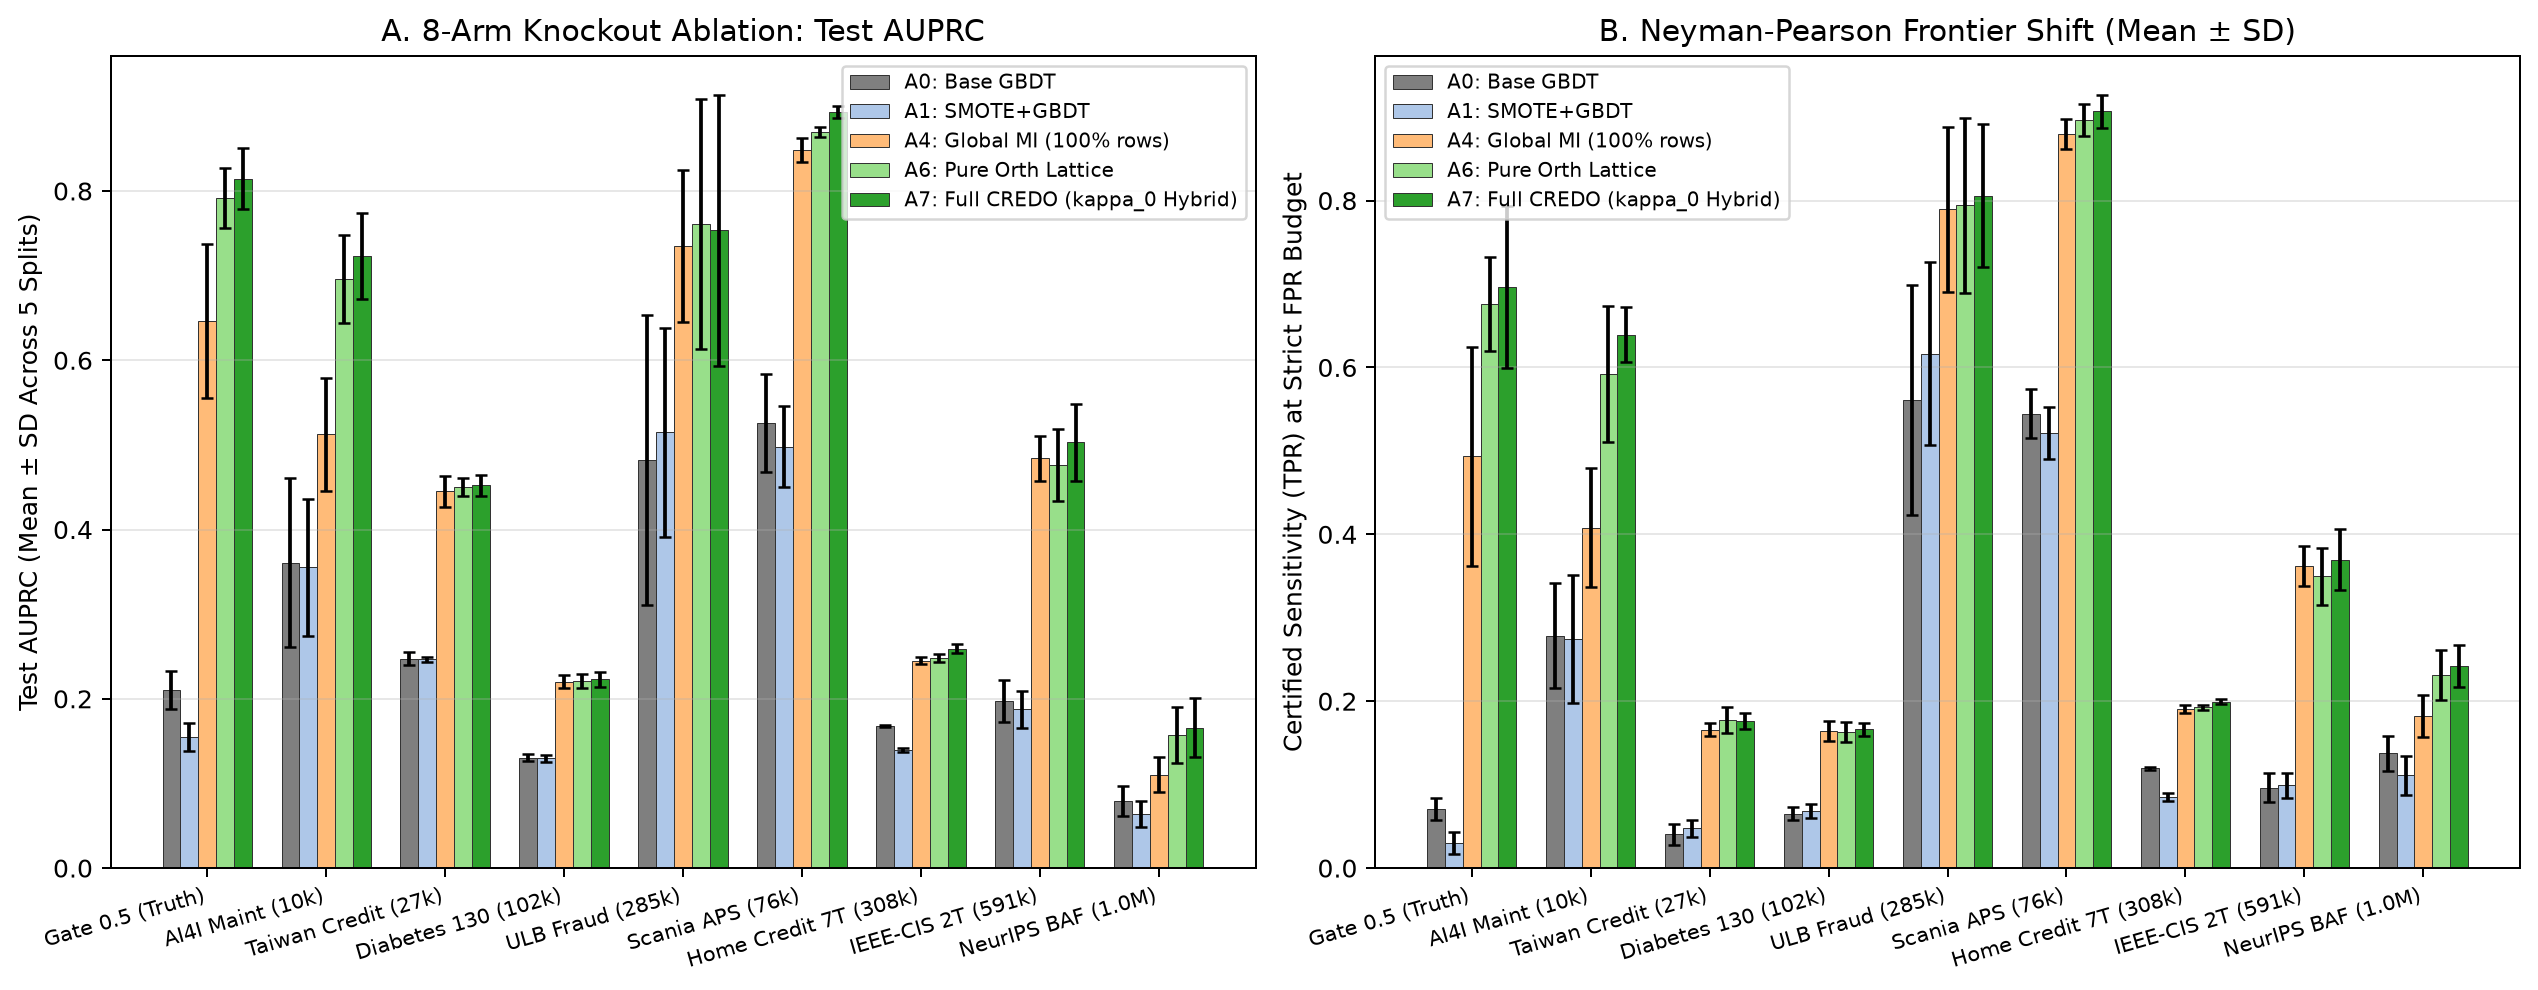 A. 8-Arm Knockout Ablation: Test AUPRC
Test AUPRC (Mean ± SD Across 5 Splits)
0.8
0.6
0.4
0.2
0.0
A0: Base GBDT
A1: SMOTE+GBDT
A4: Global MI (100% rows)
A6: Pure Orth Lattice
A7: Full CREDO (kappa_0 Hybrid)
Gate 0.5 (Truth)
AI4I Maint (10k)
Taiwan Credit (27k)
Diabetes 130 (102k)
ULB Fraud (285k)
Scania APS (76k)
Home Credit 7T (308k)
IEEE-CIS 2T (591k)
NeurIPS BAF (1.0M)
B. Neyman-Pearson Frontier Shift (Mean ± SD)
Certified Sensitivity (TPR) at Strict FPR Budget
0.8
0.6
0.4
0.2
0.0
A0: Base GBDT
A1: SMOTE+GBDT
A4: Global MI (100% rows)
A6: Pure Orth Lattice
A7: Full CREDO (kappa_0 Hybrid)
Gate 0.5 (Truth)
AI4I Maint (10k)
Taiwan Credit (27k)
Diabetes 130 (102k)
ULB Fraud (285k)
Scania APS (76k)
Home Credit 7T (308k)
IEEE-CIS 2T (591k)
NeurIPS BAF (1.0M)